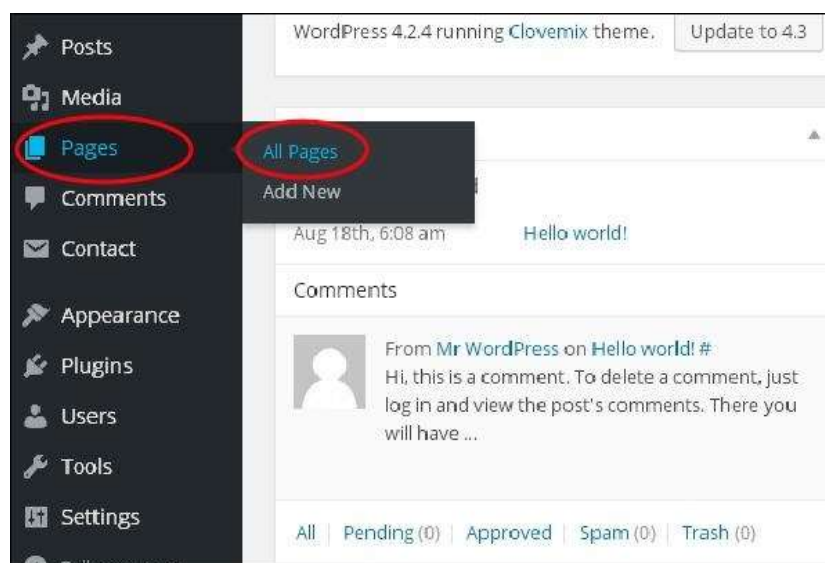 Posts
Media
Pages
Comments
Contact
Appearance
Plugins
Users
Tools
Settings
All Pages
Add New
WordPress 4.2.4 running Clovemix theme.
Update to 4.3
Aug 18th, 6:08 am Hello world!
Comments
From Mr WordPress on Hello world! #
Hi, this is a comment. To delete a comment, just
log in and view the post's comments. There you
will have ...
All | Pending (0) | Approved | Spam (0) | Trash (0)